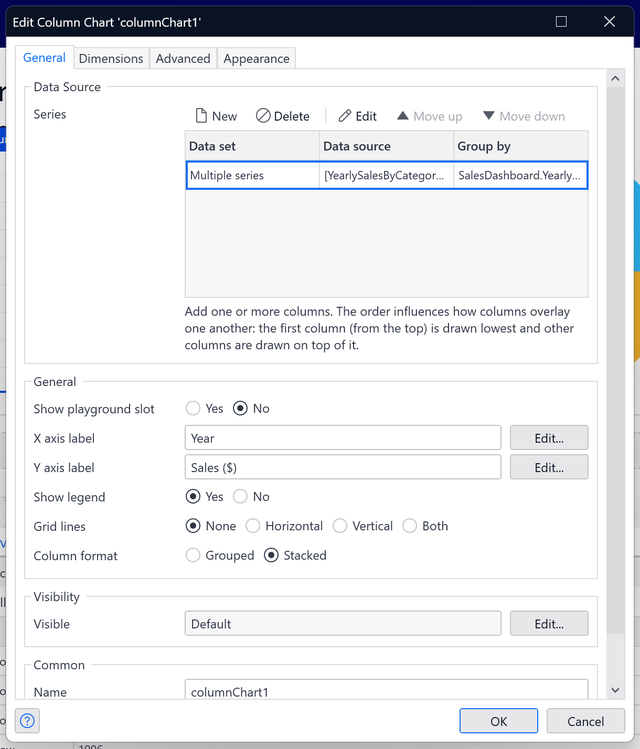 Edit Column Chart 'columnChart1'
General Dimensions Advanced Appearance
Data Source
Series
New Delete Edit Move up Move down
Data set Data source Group by
Multiple series [YearlySalesByCategor... SalesDashboard.Yearly...
Add one or more columns. The order influences how columns overlay
one another: the first column (from the top) is drawn lowest and other
columns are drawn on top of it.
General
Show playground slot Yes No
X axis label Year Edit...
Y axis label Sales ($) Edit...
Show legend Yes No
Grid lines None Horizontal Vertical Both
Column format Grouped Stacked
Visibility
Visible Default Edit...
Common
Name columnChart1
? OK Cancel